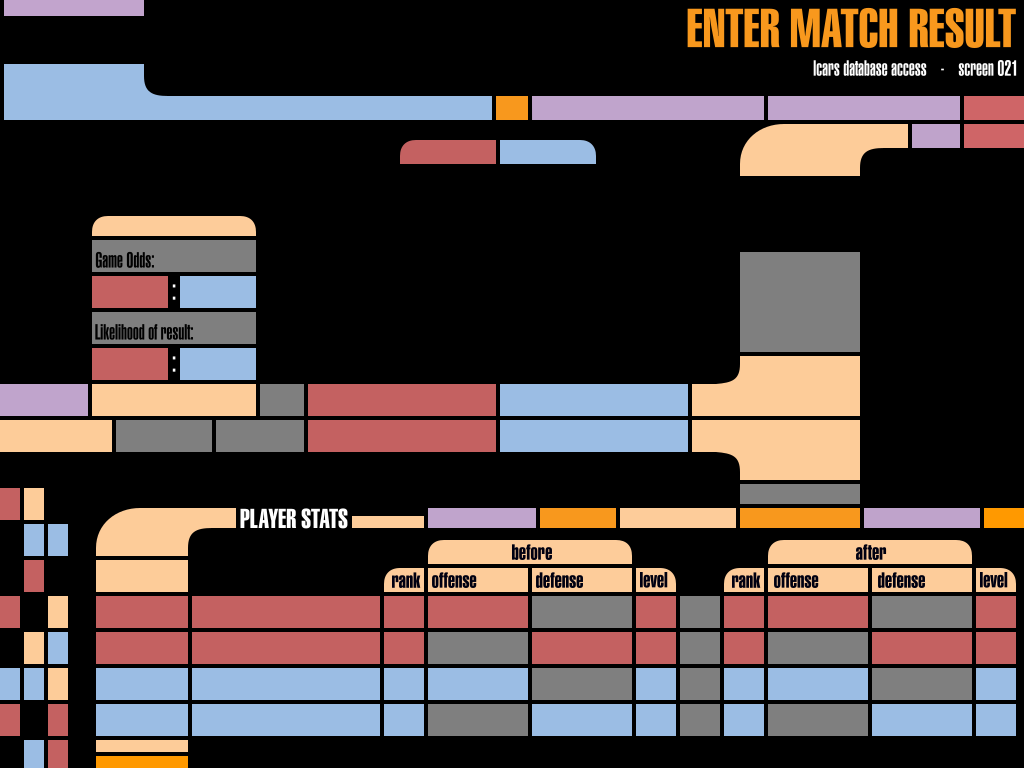 ENTER MATCH RESULT
lcars database access - screen 021
Game Odds:
:
Likelihood of result:
:
PLAYER STATS
before after
rank offense defense level rank offense defense level